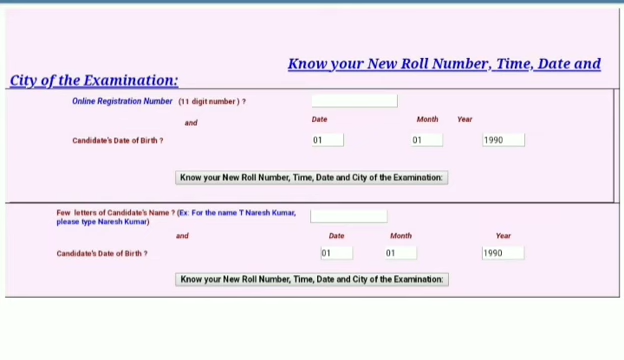 Know your New Roll Number, Time, Date and
City of the Examination:
Online Registration Number (11 digit number) ?
and
Date Month Year
Candidate's Date of Birth ? 01 01 1990
Know your New Roll Number, Time, Date and City of the Examination:
Few letters of Candidate's Name ? (Ex: For the name T Naresh Kumar,
please type Naresh Kumar)
and Date Month Year
Candidate's Date of Birth ? 01 01 1990
Know your New Roll Number, Time, Date and City of the Examination: